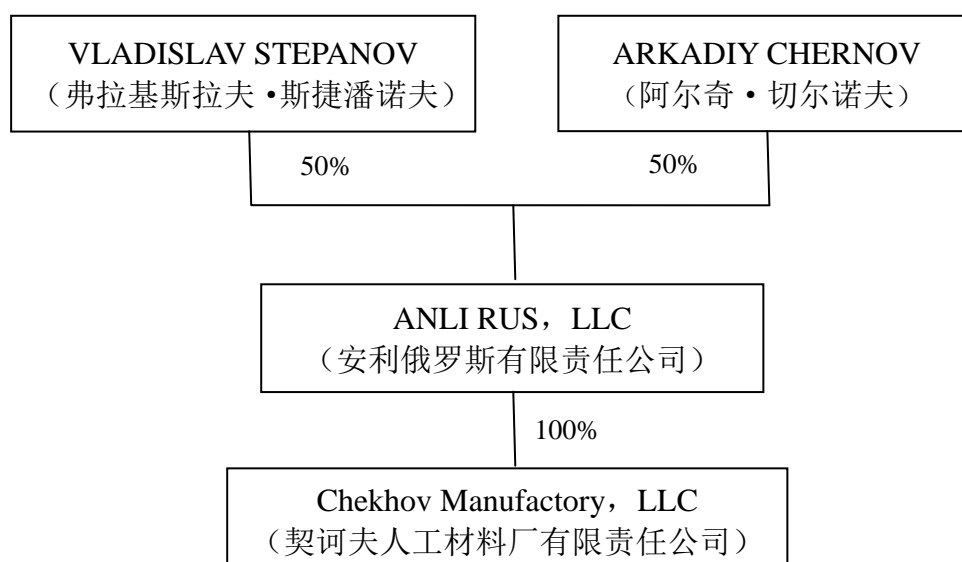 VLADISLAV STEPANOV
（弗拉基斯拉夫·斯捷潘诺夫）
ARKADIY CHERNOV
（阿尔奇·切尔诺夫）
50%
50%
ANLI RUS，LLC
（安利俄罗斯有限责任公司）
100%
Chekhov Manufactory，LLC
（契诃夫人工材料厂有限责任公司）